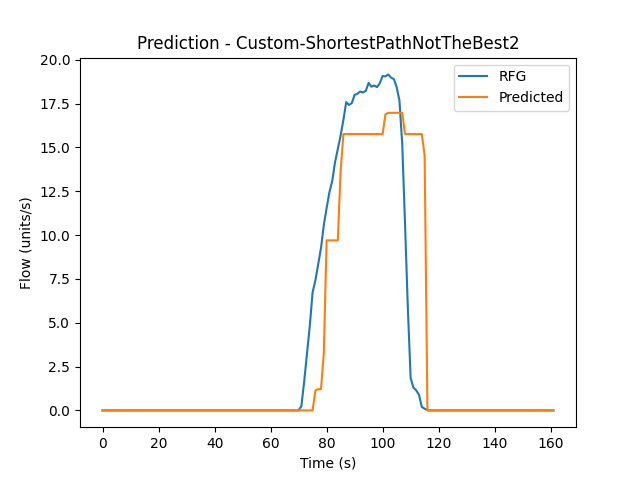 Prediction - Custom-ShortestPathNotTheBest2
RFG
Predicted
Flow (units/s)
20.0
17.5
15.0
12.5
10.0
7.5
5.0
2.5
0.0
0 20 40 60 80 100 120 140 160
Time (s)